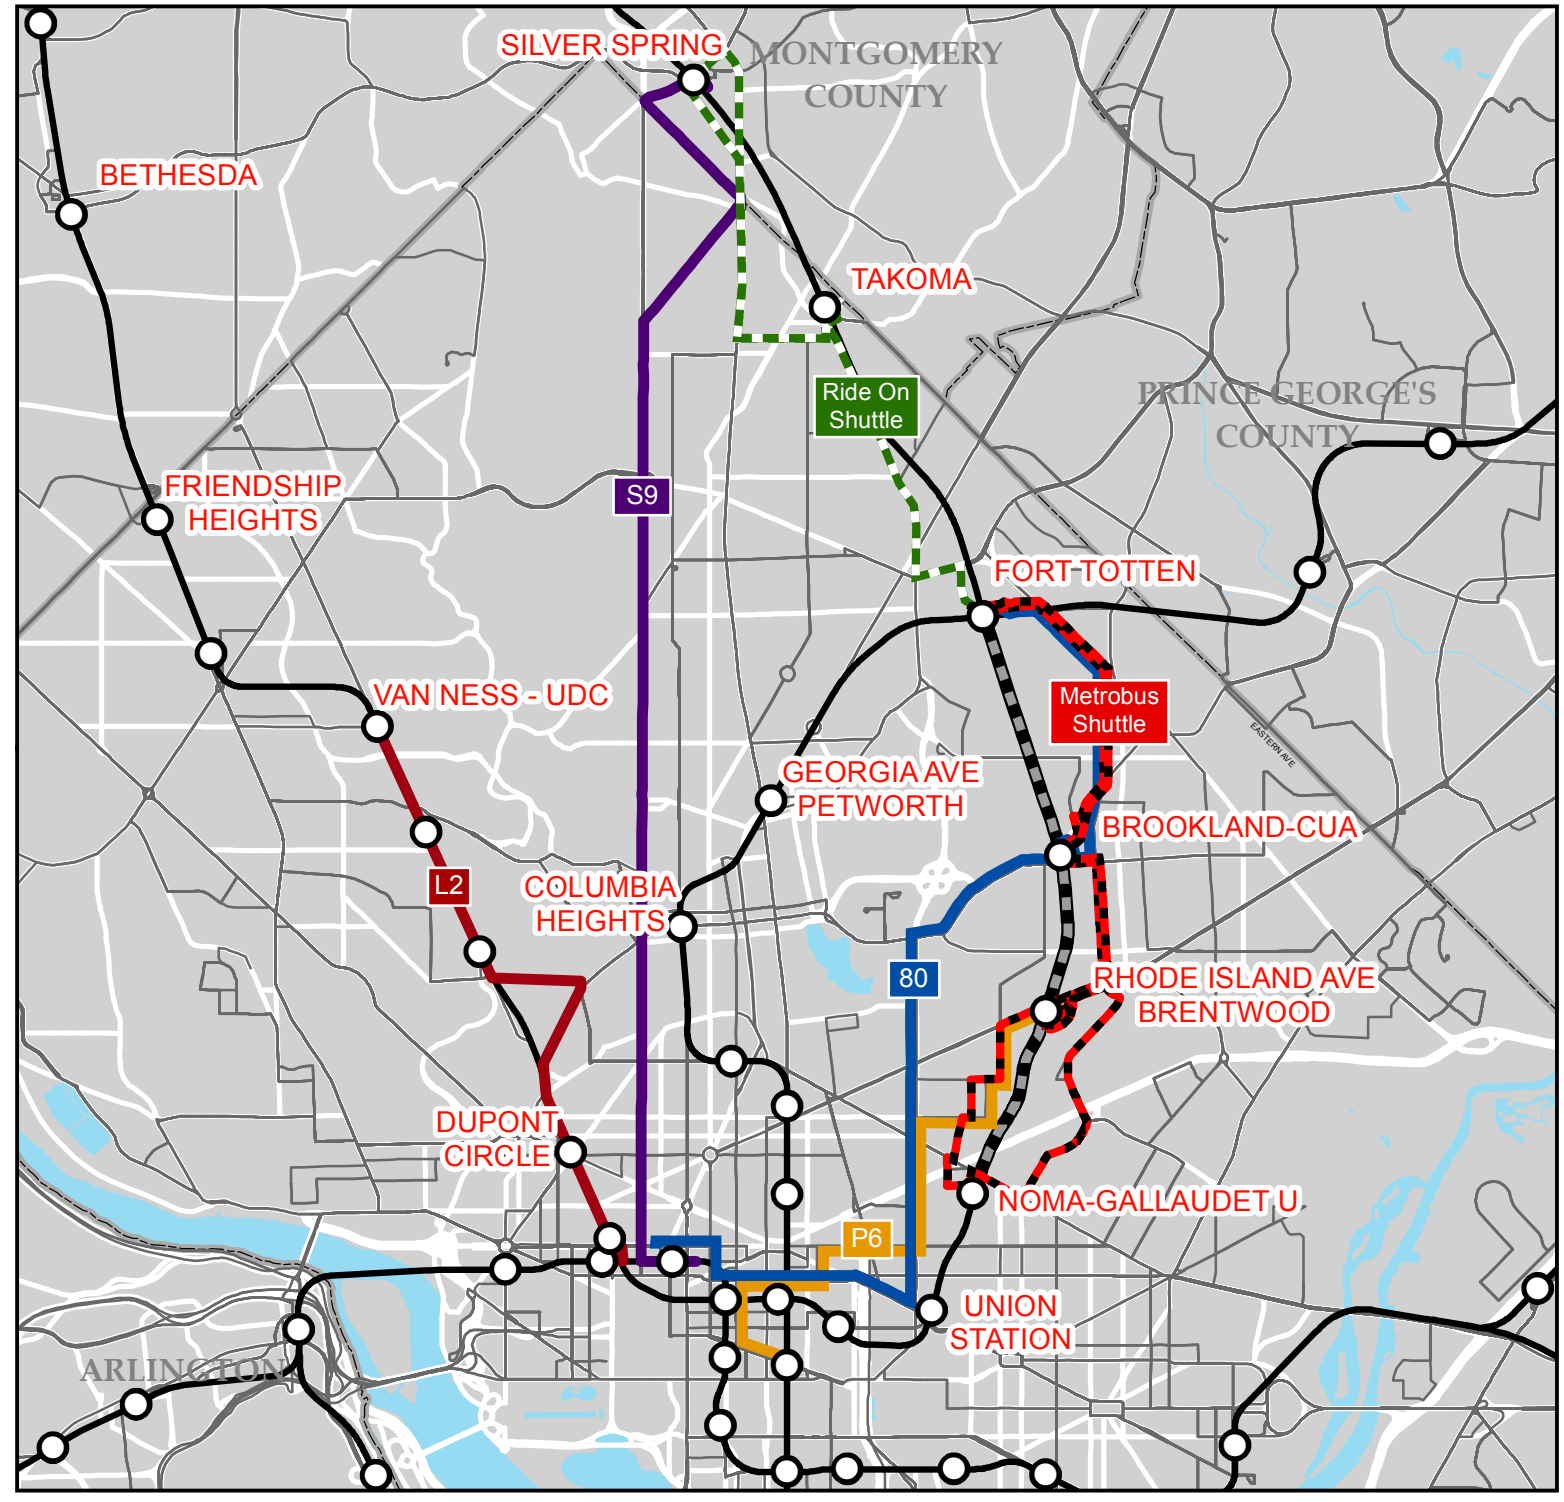 SILVER SPRING
MONTGOMERY
COUNTY
BETHESDA
TAKOMA
Ride On
Shuttle
PRINCE GEORGE'S
COUNTY
FRIENDSHIP
HEIGHTS
S9
FORT TOTTEN
VAN NESS - UDC
Metrobus
Shuttle
EASTERN AVE
GEORGIA AVE
PETWORTH
BROOKLAND-CUA
L2
COLUMBIA
HEIGHTS
80
RHODE ISLAND AVE
BRENTWOOD
DUPONT
CIRCLE
NOMA-GALLAUDET U
P6
UNION
STATION
ARLINGTON